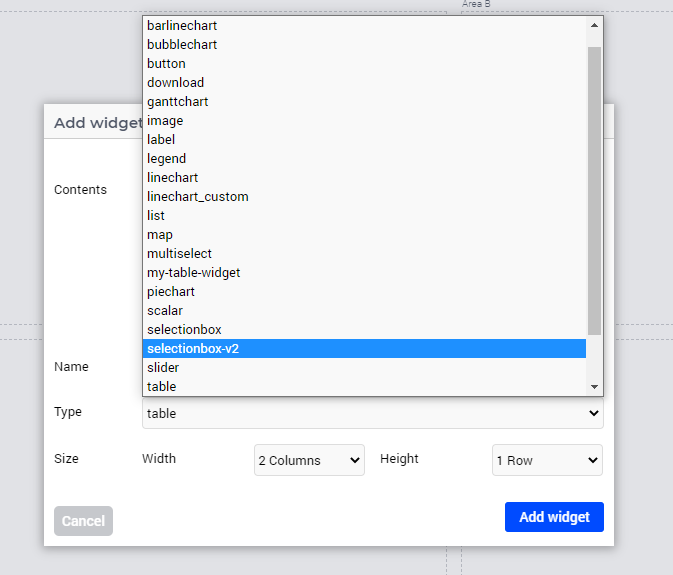 Area B
Add widget
barlinechart
bubblechart
button
download
ganttchart
image
label
legend
linechart
linechart_custom
list
map
multiselect
my-table-widget
piechart
scalar
selectionbox
selectionbox-v2
slider
table
Contents
Name
Type
table
Size
Width
2 Columns
Height
1 Row
Cancel
Add widget